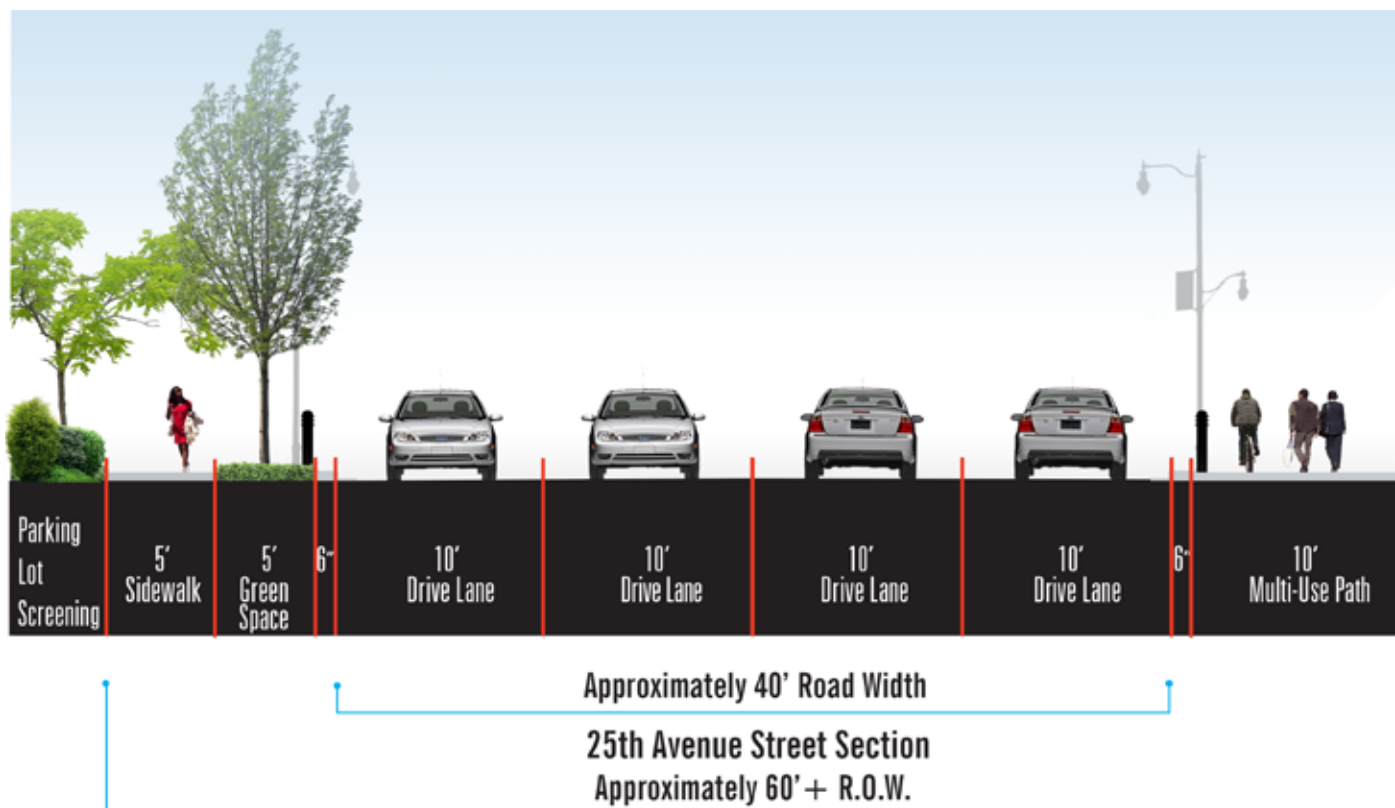 Parking
Lot
Screening
5′
Sidewalk
5′
Green
Space
6″
10′
Drive Lane
10′
Drive Lane
10′
Drive Lane
10′
Drive Lane
6″
10′
Multi-Use Path
Approximately 40’ Road Width
25th Avenue Street Section
Approximately 60’+ R.O.W.